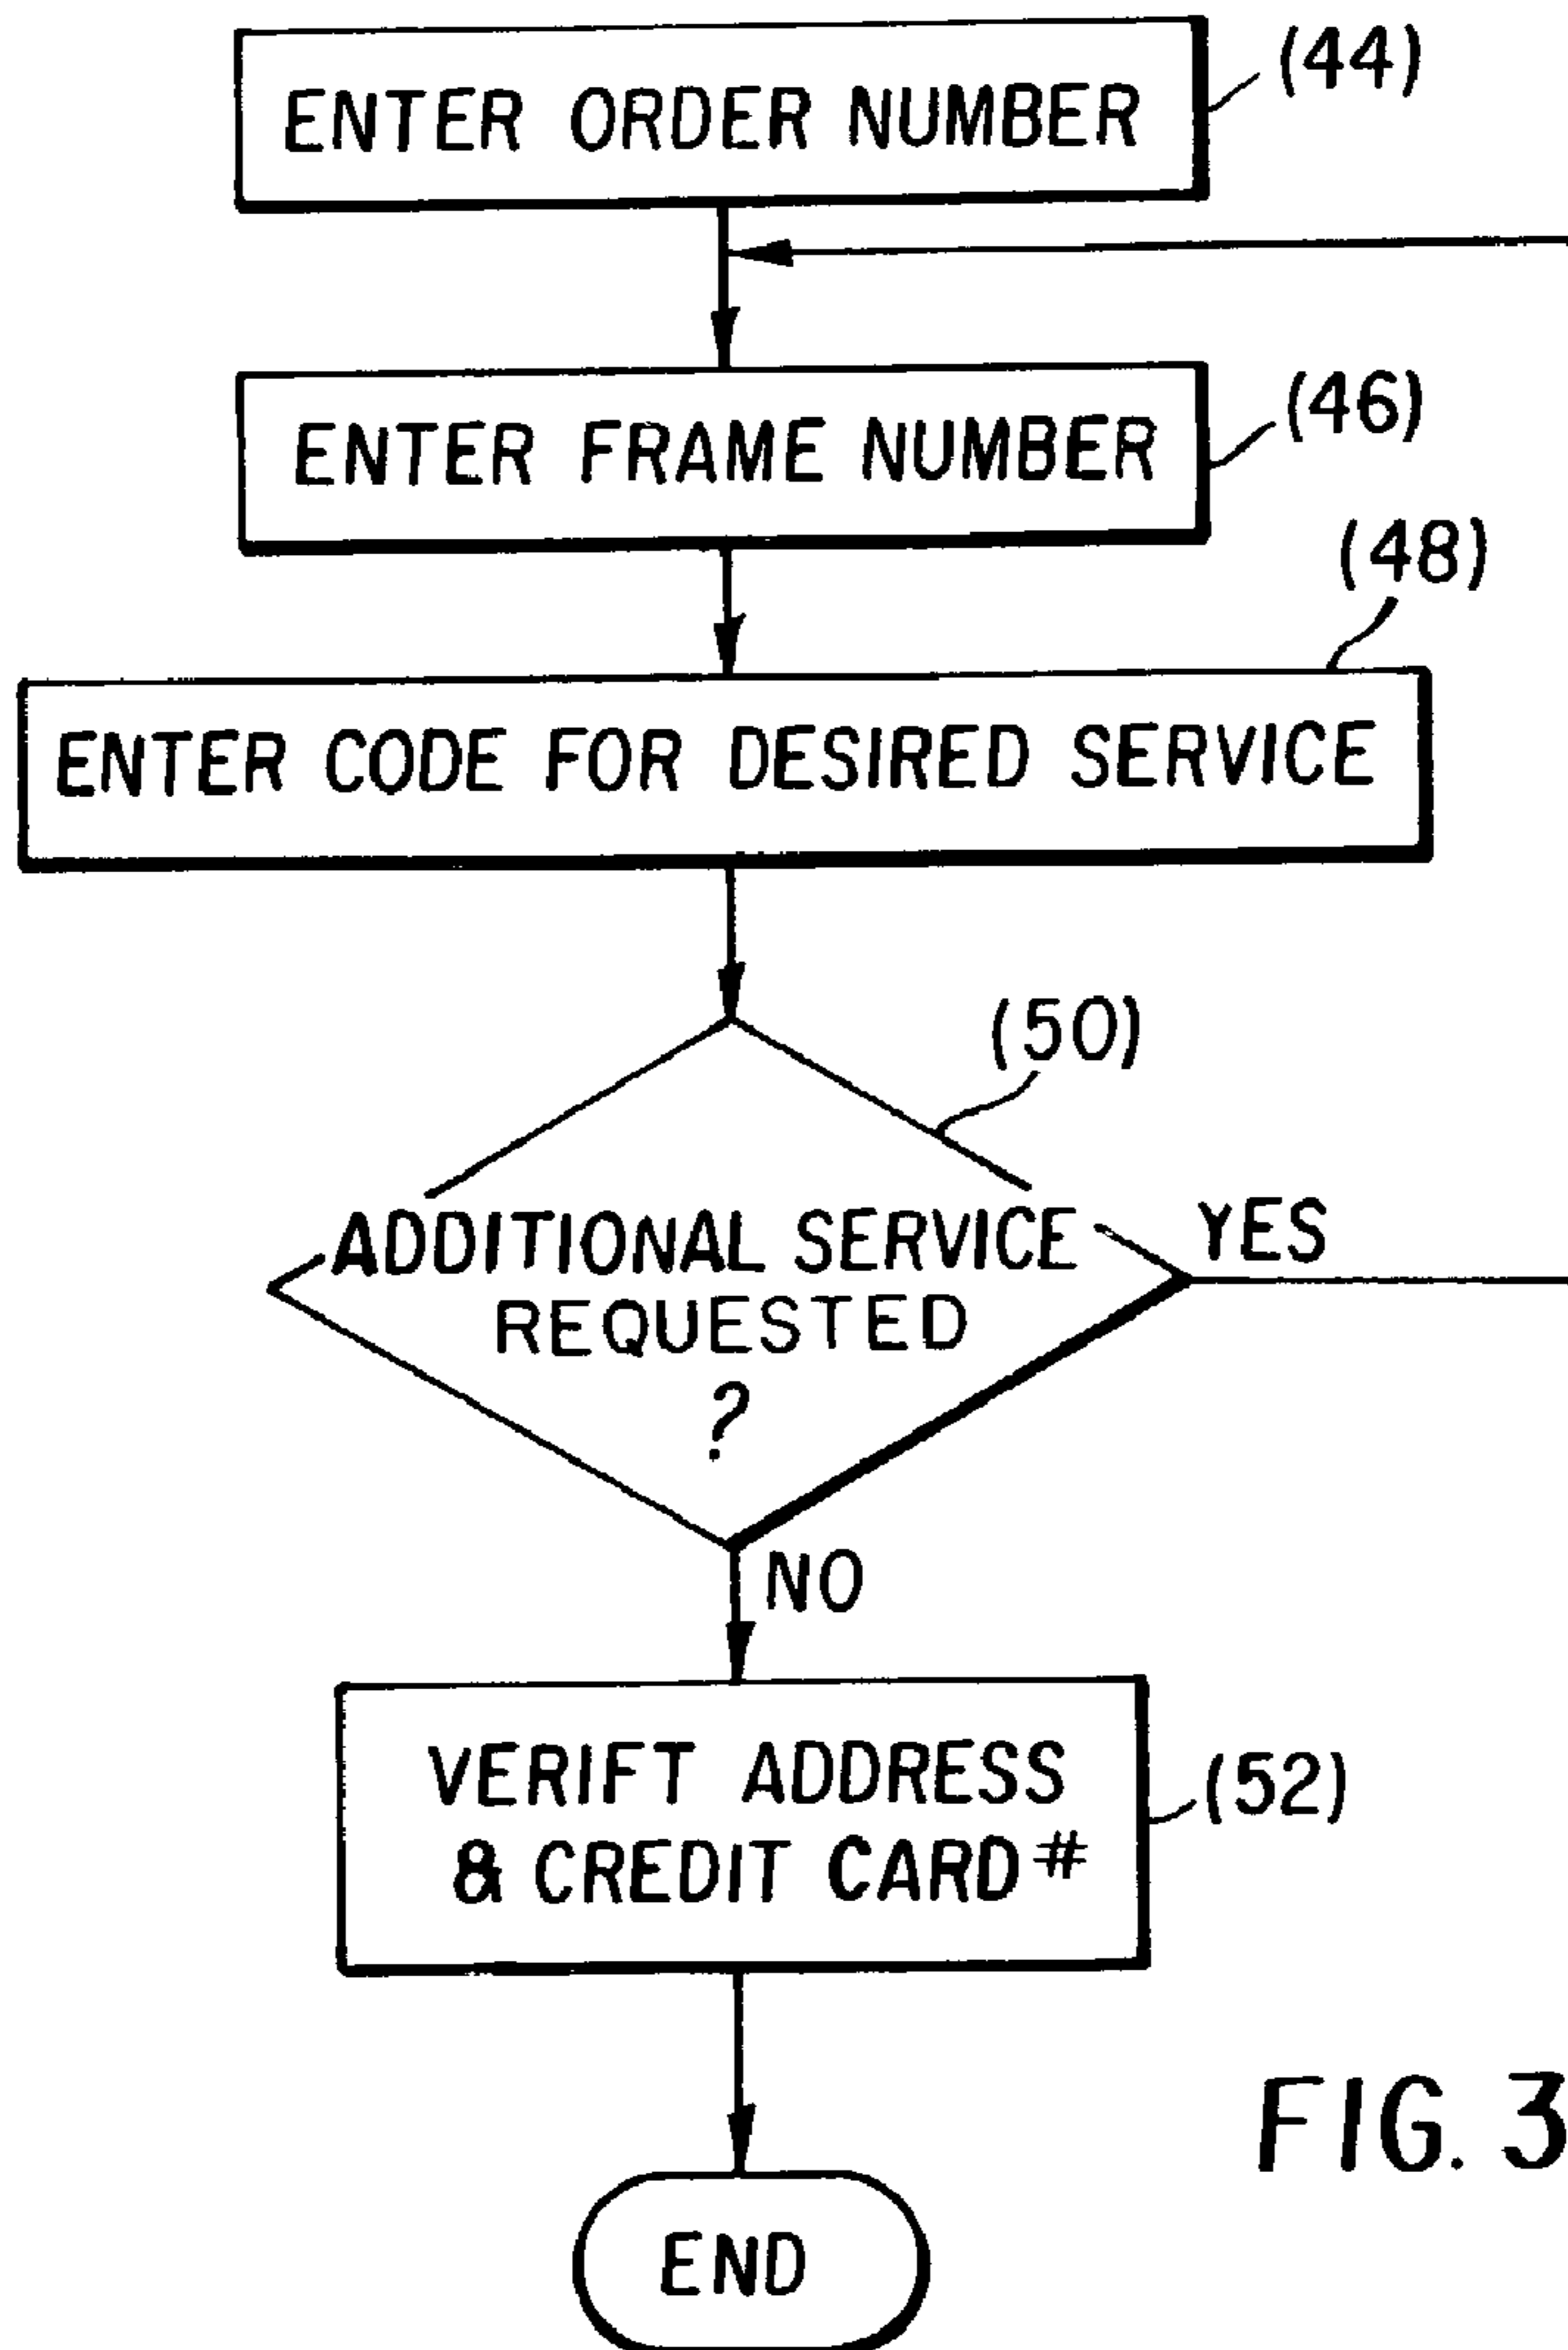 ENTER ORDER NUMBER
(44)
ENTER FRAME NUMBER
(46)
(48)
ENTER CODE FOR DESIRED SERVICE
(50)
ADDITIONAL SERVICE
REQUESTED
?
YES
NO
VERIFT ADDRESS
& CREDIT CARD #
(52)
FIG. 3
END